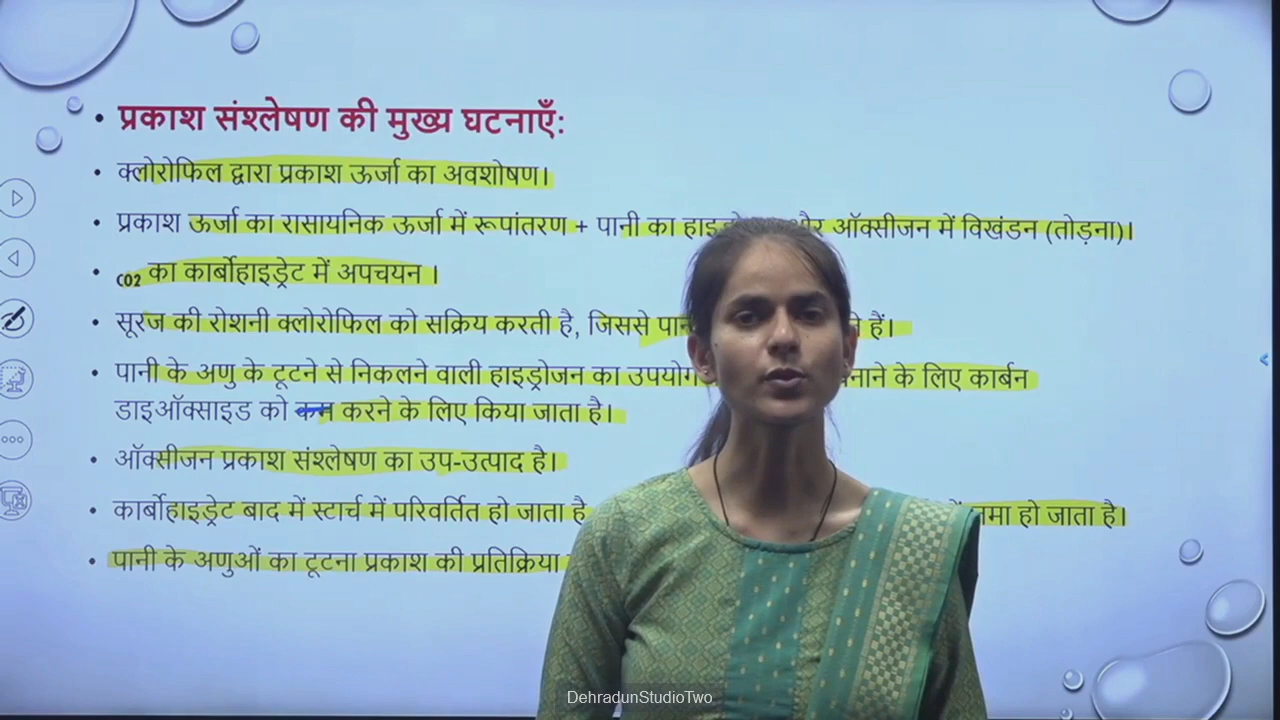 • प्रकाश संश्लेषण की मुख्य घटनाएँ:
• क्लोरोफिल द्वारा प्रकाश ऊर्जा का अवशोषण।
• प्रकाश ऊर्जा का रासायनिक ऊर्जा में रूपांतरण + पानी का और ऑक्सीजन में विखंडन (तोड़ना)।
• CO2 का कार्बोहाइड्रेट में अपचयन ।
• सूरज की रोशनी क्लोरोफिल को सक्रिय करती है, जिससे हैं।
• पानी के अणु के टूटने से निकलने वाली हाइड्रोजन का उपयोग के लिए कार्बन
डाइऑक्साइड को कम करने के लिए किया जाता है।
• ऑक्सीजन प्रकाश संश्लेषण का उप-उत्पाद है।
• कार्बोहाइड्रेट बाद में स्टार्च में परिवर्तित हो जाता है हो जाता है।
• पानी के अणुओं का टूटना प्रकाश की प्रतिक्रिया
DehradunStudioTwo